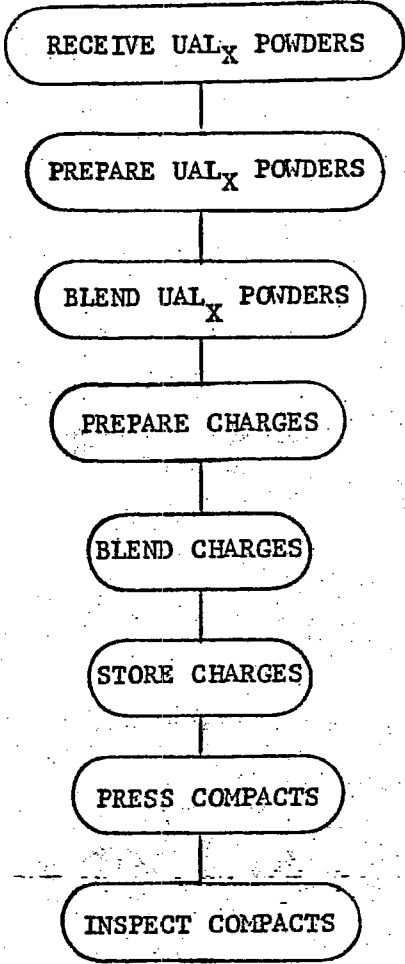 RECEIVE UALX POWDERS
PREPARE UALX POWDERS
BLEND UALX POWDERS
PREPARE CHARGES
BLEND CHARGES
STORE CHARGES
PRESS COMPACTS
INSPECT COMPACTS